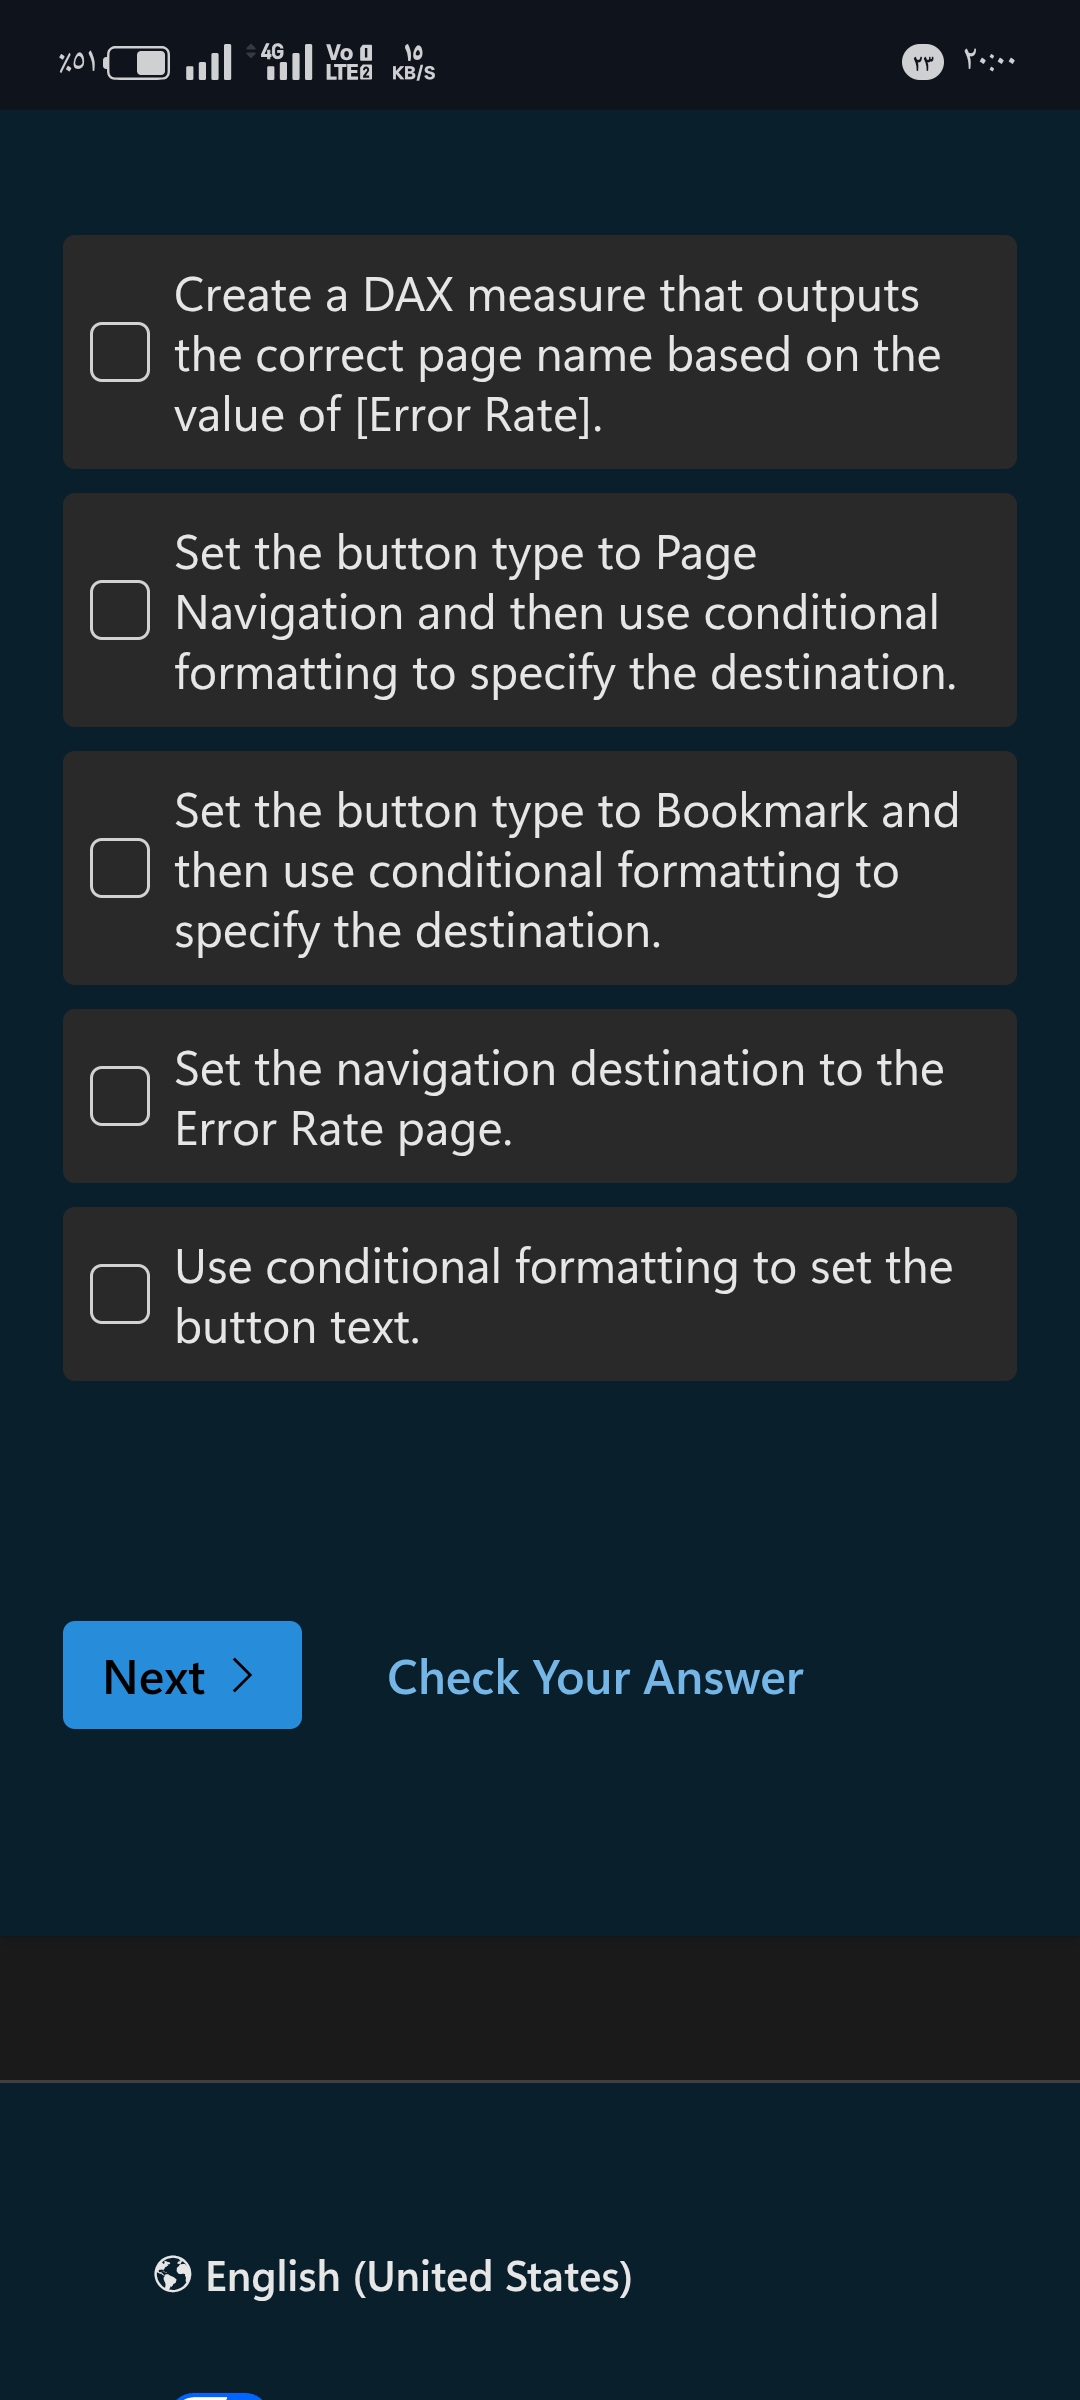 ٪٥١ 4G Vo 1 LTE2 ١٥ KB/S ٢٣ ٢٠:٠٠
Create a DAX measure that outputs
the correct page name based on the
value of [Error Rate].
Set the button type to Page
Navigation and then use conditional
formatting to specify the destination.
Set the button type to Bookmark and
then use conditional formatting to
specify the destination.
Set the navigation destination to the
Error Rate page.
Use conditional formatting to set the
button text.
Next
Check Your Answer
English (United States)